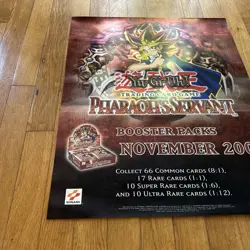 YU-GI-OH!
TRADING CARD GAME
PHARAOH'S SERVANT
BOOSTER PACKS
NOVEMBER 200
COLLECT 66 COMMON CARDS (8:1),
17 RARE CARDS (1:1),
10 SUPER RARE CARDS (1:6),
AND 10 ULTRA RARE CARDS (1:12).
KONAMI